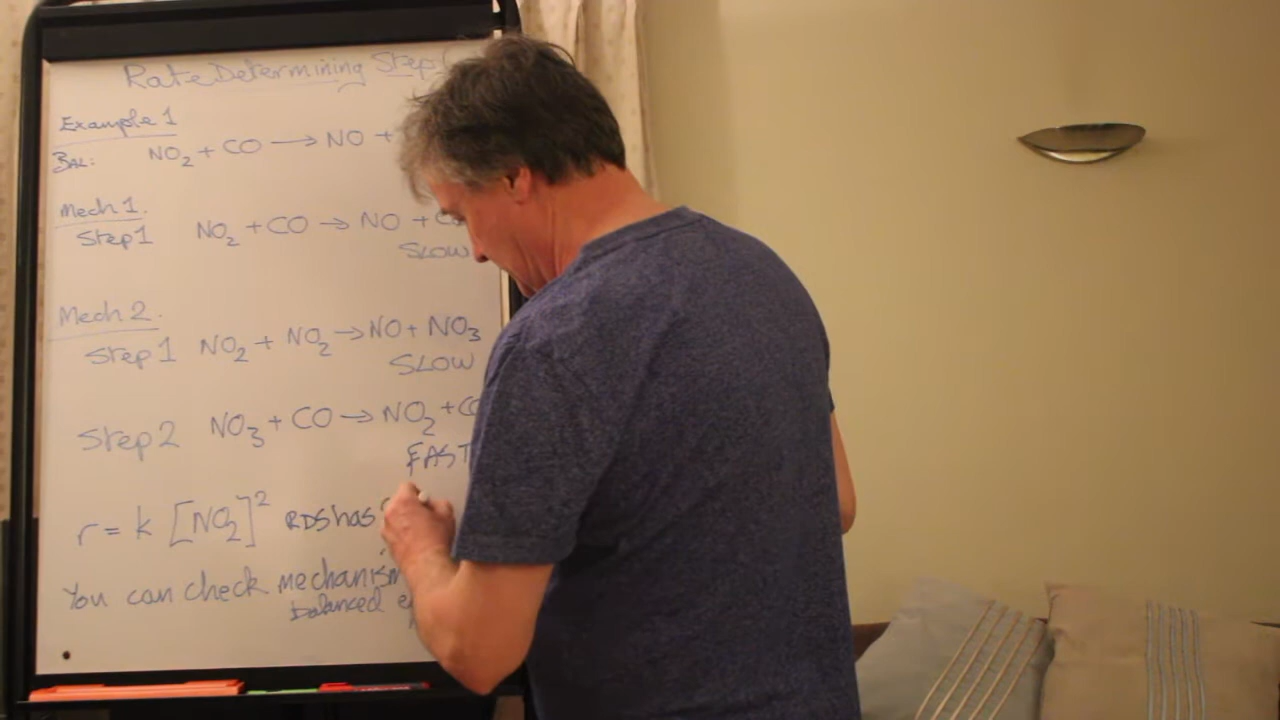 Rate Determining Step
Example 1
BAL: NO₂ + CO → NO +
Mech 1.
Step 1 NO₂ + CO → NO +
SLOW
Mech 2.
Step 1 NO₂ + NO₂ → NO + NO₃
SLOW
Step 2 NO₃ + CO → NO₂ +
FAST
r = k [NO₂]² RDS has
You can check mechanism
balanced